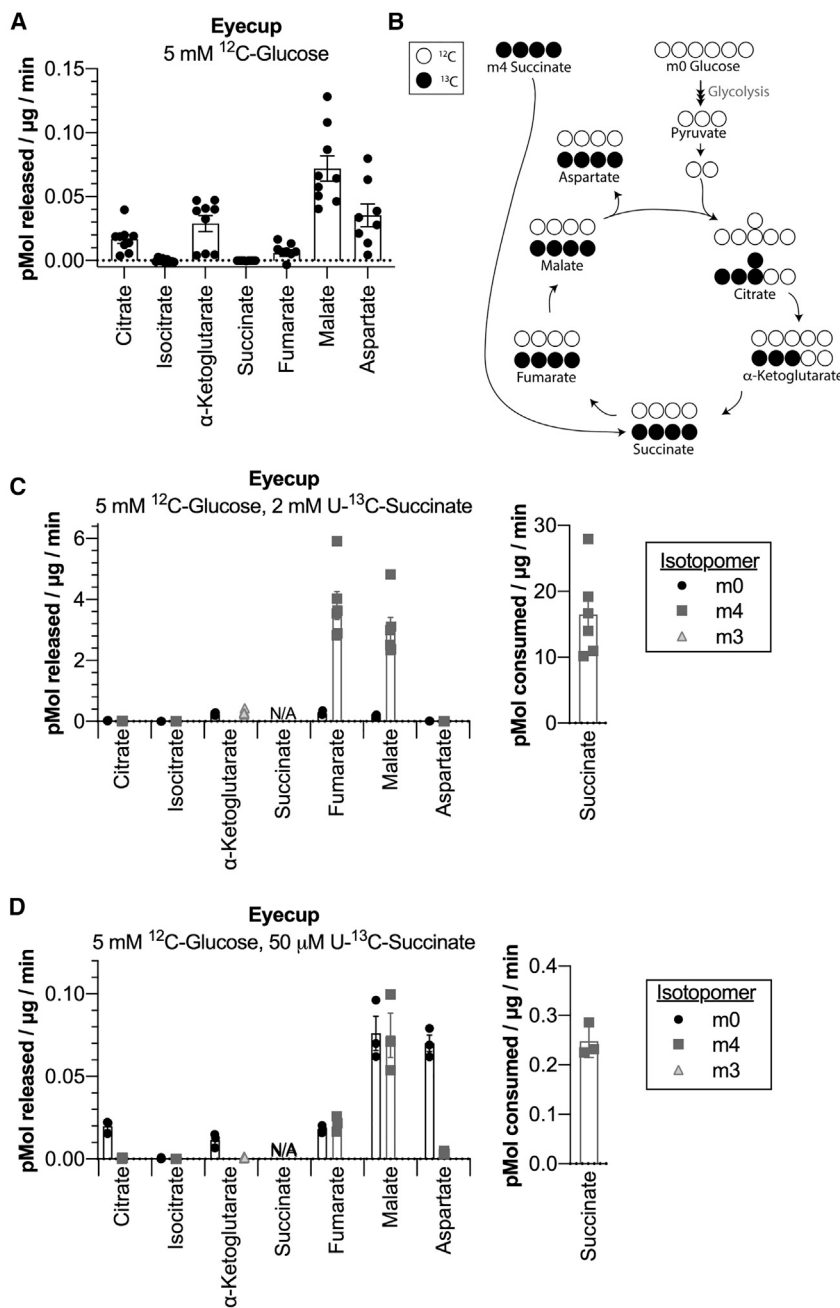 A
Eyecup
5 mM ¹²C-Glucose
pMol released / µg / min
0.15
0.10
0.05
0.00
Citrate
Isocitrate
α-Ketoglutarate
Succinate
Fumarate
Malate
Aspartate
B
¹²C
¹³C
m4 Succinate
m0 Glucose
Glycolysis
Pyruvate
Aspartate
Malate
Citrate
Fumarate
α-Ketoglutarate
Succinate
C
Eyecup
5 mM ¹²C-Glucose, 2 mM U-¹³C-Succinate
pMol released / µg / min
6
4
2
0
N/A
Citrate
Isocitrate
α-Ketoglutarate
Succinate
Fumarate
Malate
Aspartate
pMol consumed / µg / min
30
20
10
0
Succinate
Isotopomer
m0
m4
m3
D
Eyecup
5 mM ¹²C-Glucose, 50 µM U-¹³C-Succinate
pMol released / µg / min
0.10
0.05
0.00
N/A
Citrate
Isocitrate
α-Ketoglutarate
Succinate
Fumarate
Malate
Aspartate
pMol consumed / µg / min
0.4
0.3
0.2
0.1
0.0
Succinate
Isotopomer
m0
m4
m3